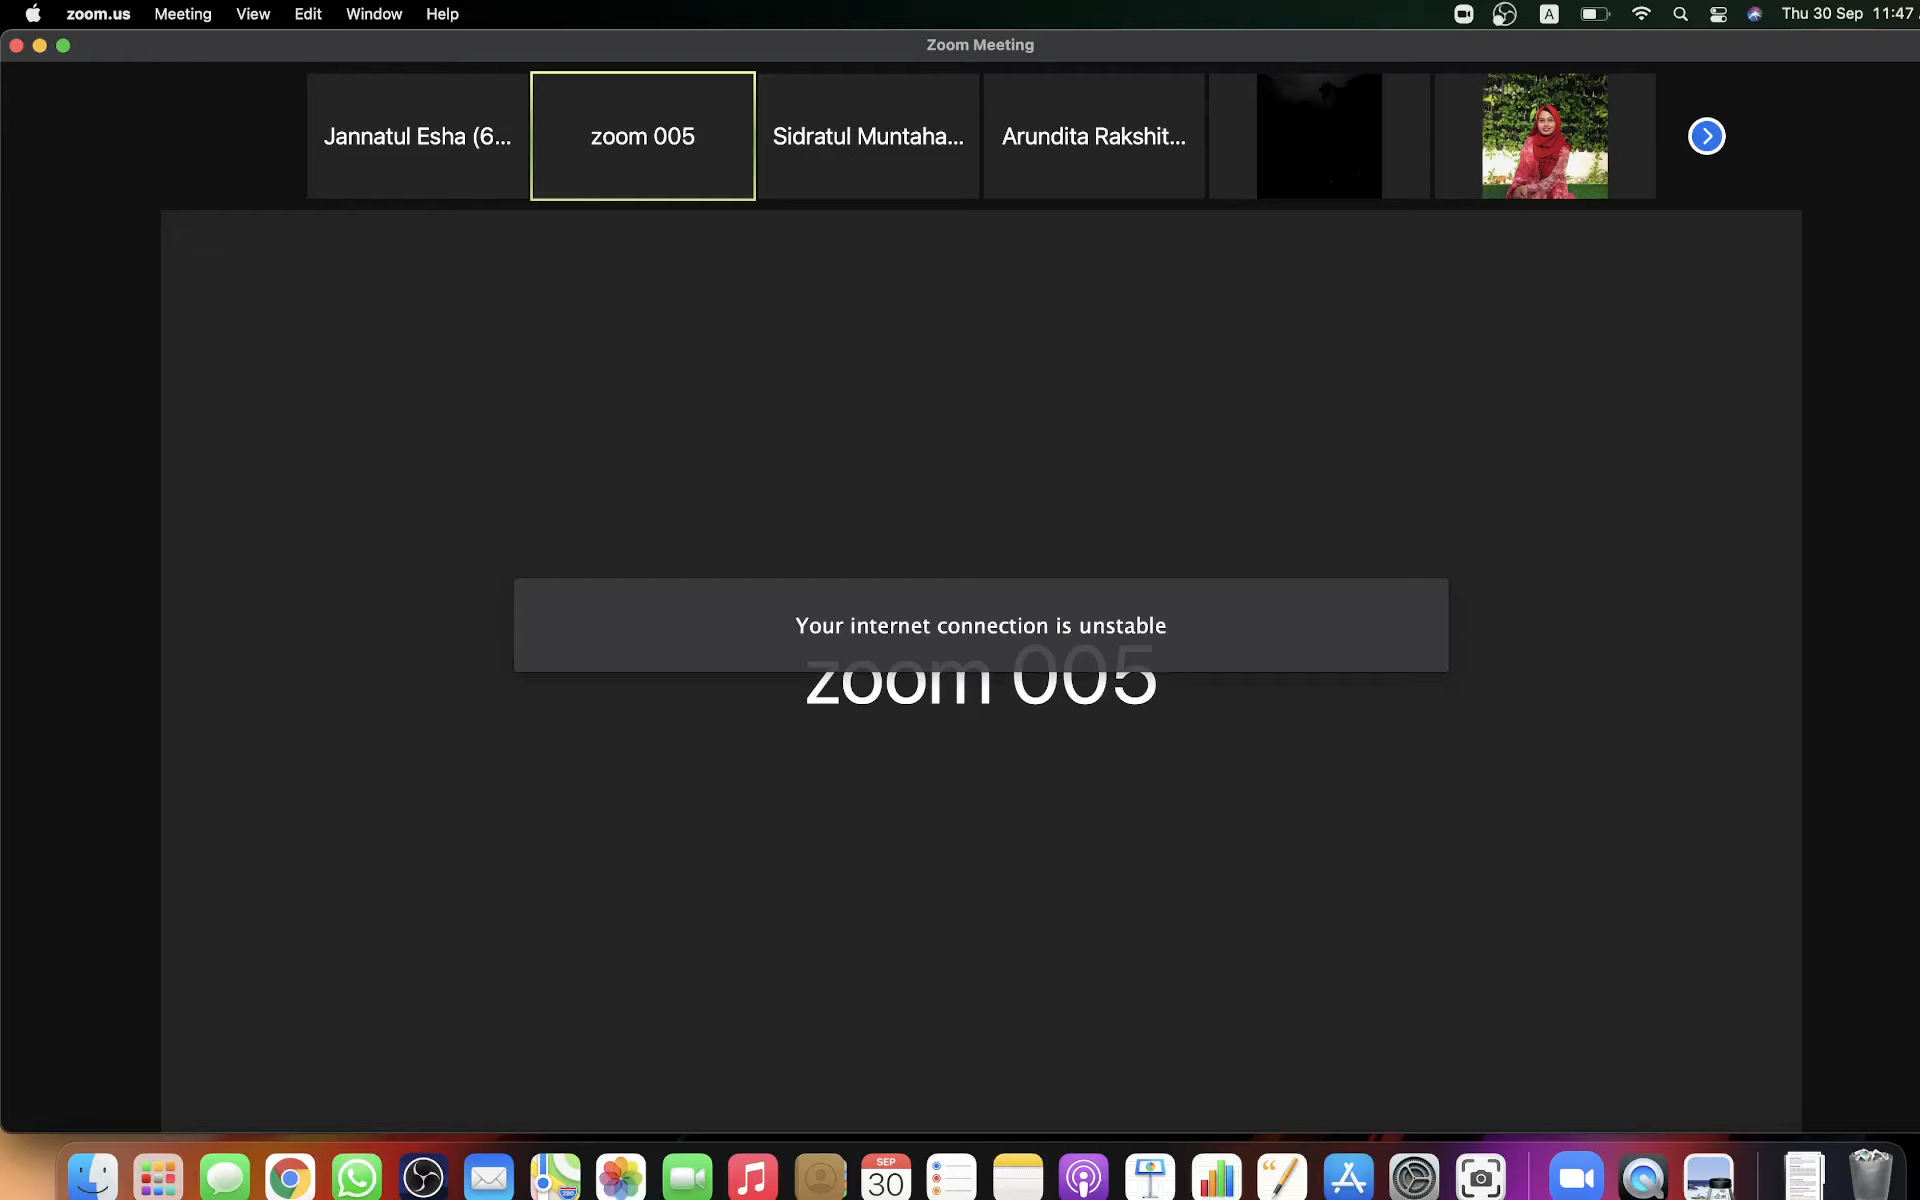 zoom.us Meeting View Edit Window Help A Thu 30 Sep 11:47
Zoom Meeting
Jannatul Esha (6... zoom 005 Sidratul Muntaha... Arundita Rakshit...
Your internet connection is unstable
zoom 005
SEP
30
280